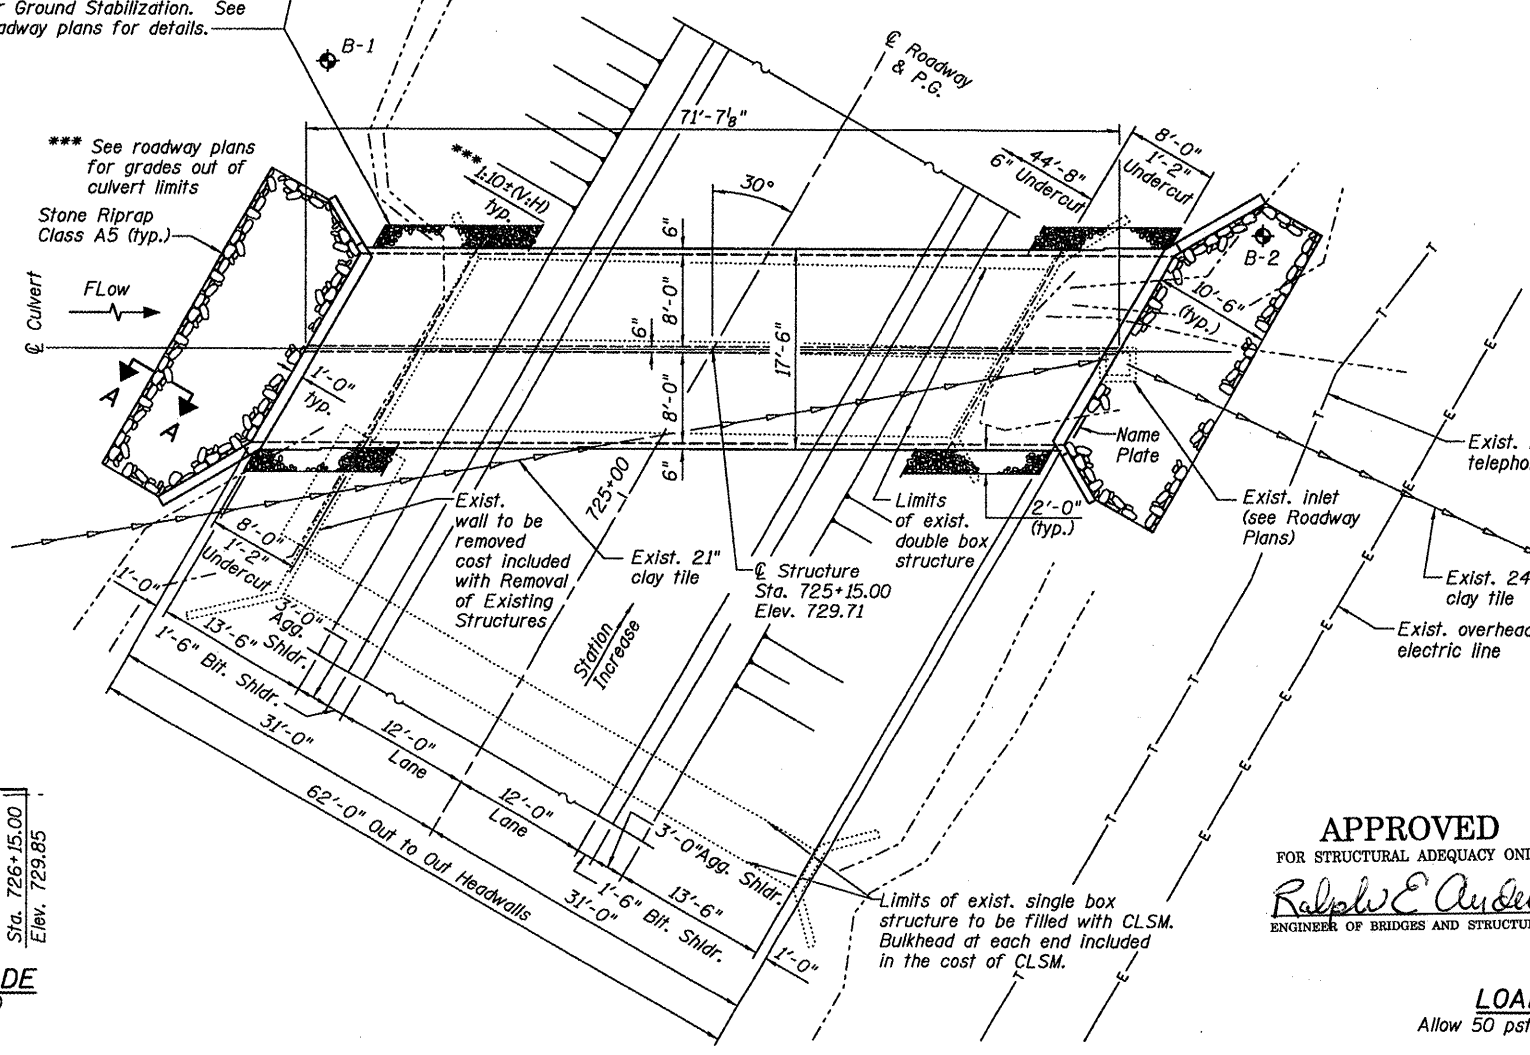 Ground Stabilization. See
roadway plans for details.
B-1
*** See roadway plans
for grades out of
culvert limits
Stone Riprap
Class A5 (typ.)
℄ Culvert
FLow
A
A
1'-0"
typ.
***
1:10±(V:H)
typ.
71'-7⅛"
℄ Roadway
& P.G.
30°
6"
8'-0"
6"
17'-6"
8'-0"
6"
44'-8"
6" Undercut
8'-0"
1'-2"
Undercut
B-2
10'-6"
(typ.)
Name
Plate
2'-0"
(typ.)
Exist.
telepho
Exist. inlet
(see Roadway
Plans)
Exist. 24
clay tile
Exist. overhead
electric line
Limits
of exist.
double box
structure
℄ Structure
Sta. 725+15.00
Elev. 729.71
725+00
Exist. 21"
clay tile
Station
Increase
Exist.
wall to be
removed
cost included
with Removal
of Existing
Structures
8'-0"
1'-2"
Undercut
1'-0"
3'-0"
Agg.
Shldr.
13'-6"
1'-6" Bit. Shldr.
31'-0"
12'-0"
Lane
12'-0"
Lane
62'-0" Out to Out Headwalls
3'-0" Agg. Shldr.
1'-6" Bit. Shldr.
13'-6"
31'-0"
1'-0"
Limits of exist. single box
structure to be filled with CLSM.
Bulkhead at each end included
in the cost of CLSM.
T
T
T
T
T
T
E
E
E
E
E
E
E
E
E
E
Sta. 726+15.00
Elev. 729.85
DE
APPROVED
FOR STRUCTURAL ADEQUACY ONL
Ralph E. Ander
ENGINEER OF BRIDGES AND STRUCTUR
LOA
Allow 50 psf